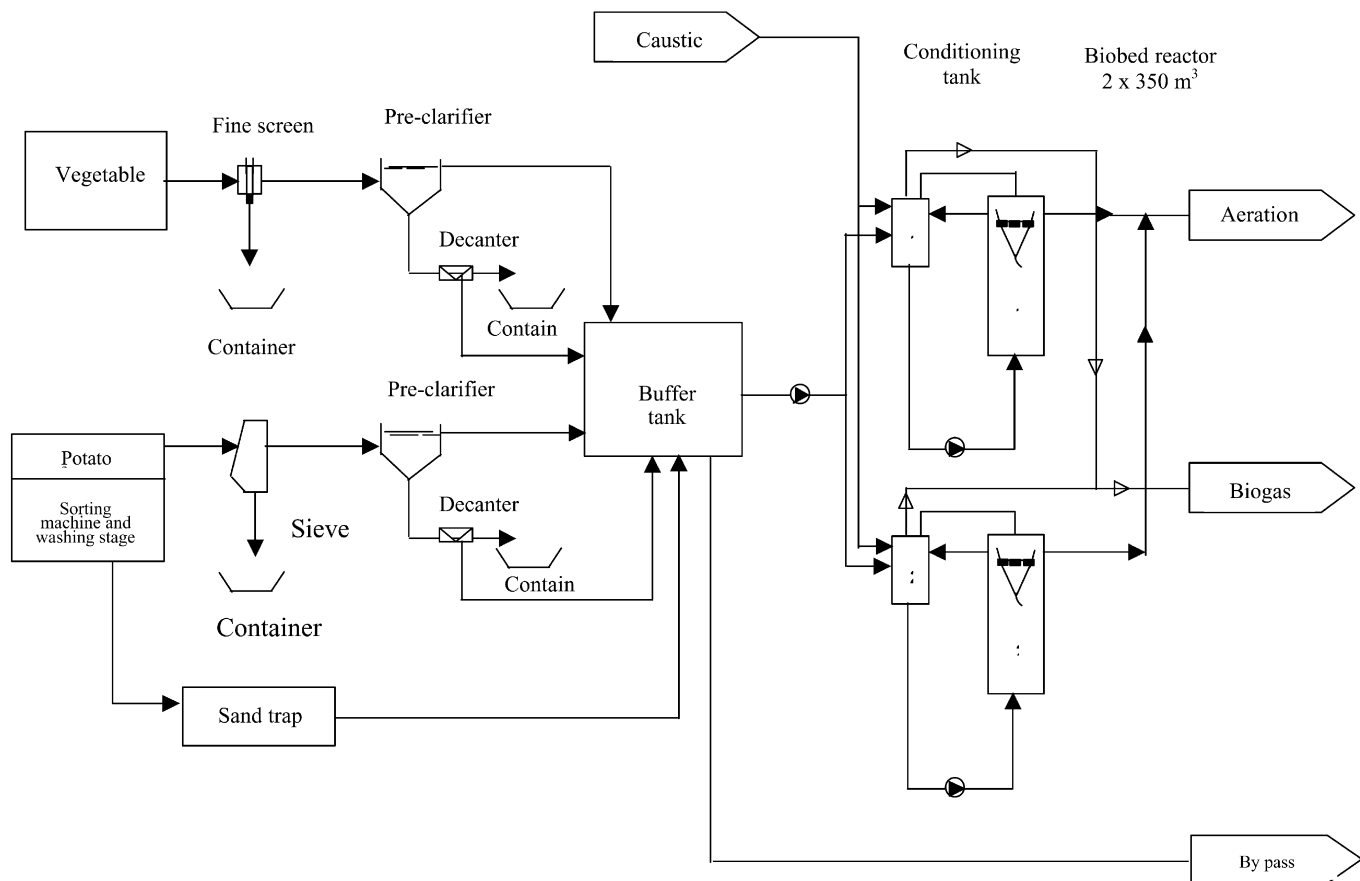 Caustic
Conditioning
tank
Biobed reactor
2 x 350 m³
Fine screen
Pre-clarifier
Vegetable
Aeration
Decanter
Contain
Container
Buffer
tank
Pre-clarifier
Potato
Sorting
machine and
washing stage
Biogas
Decanter
Sieve
Contain
Container
Sand trap
By pass